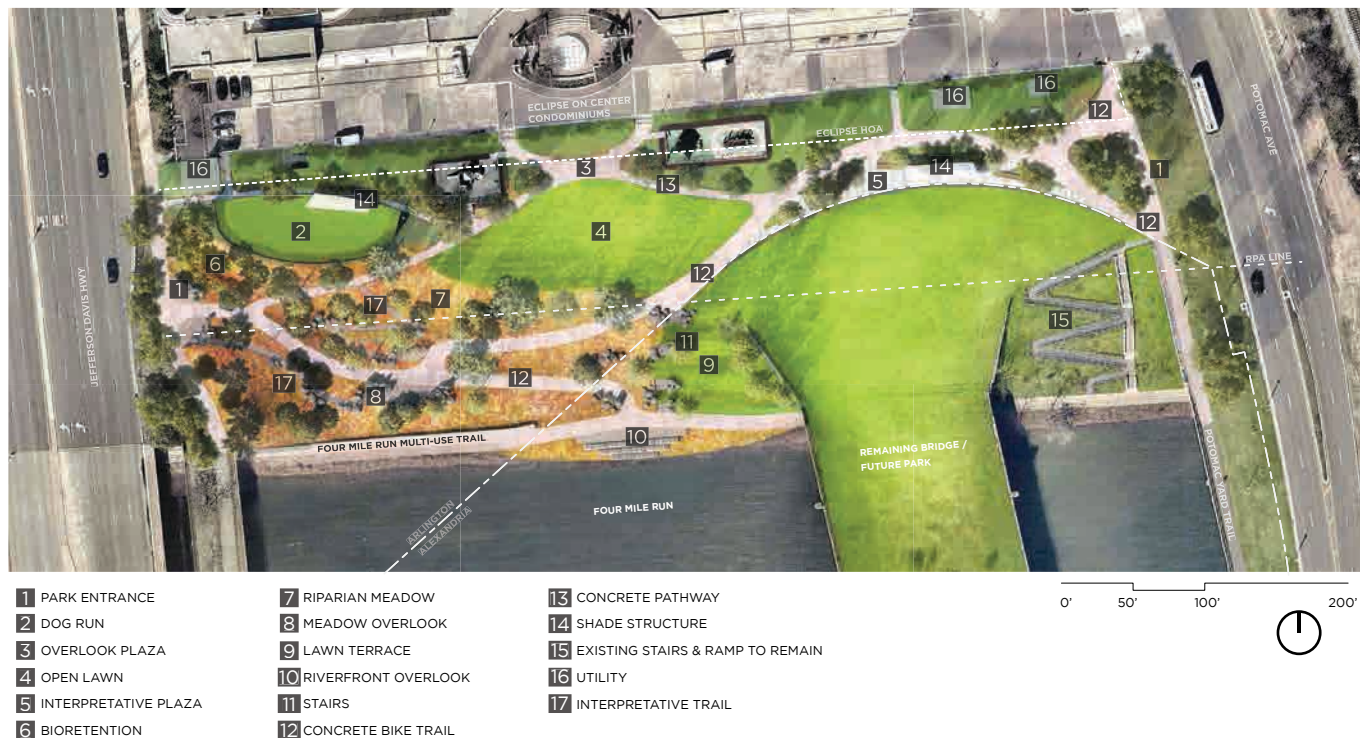 16
16
ECLIPSE ON CENTER
CONDOMINIUMS
12
POTOMAC AVE
ECLIPSE HOA
16
3
14
1
13
5
14
2
4
12
6
12
RPA LINE
1
JEFFERSON DAVIS HWY
17
7
15
11
9
17
12
8
10
FOUR MILE RUN MULTI-USE TRAIL
REMAINING BRIDGE /
FUTURE PARK
POTOMAC YARD TRAIL
FOUR MILE RUN
ARLINGTON
ALEXANDRIA
1 PARK ENTRANCE
2 DOG RUN
3 OVERLOOK PLAZA
4 OPEN LAWN
5 INTERPRETATIVE PLAZA
6 BIORETENTION
7 RIPARIAN MEADOW
8 MEADOW OVERLOOK
9 LAWN TERRACE
10 RIVERFRONT OVERLOOK
11 STAIRS
12 CONCRETE BIKE TRAIL
13 CONCRETE PATHWAY
14 SHADE STRUCTURE
15 EXISTING STAIRS & RAMP TO REMAIN
16 UTILITY
17 INTERPRETATIVE TRAIL
0' 50' 100' 200'